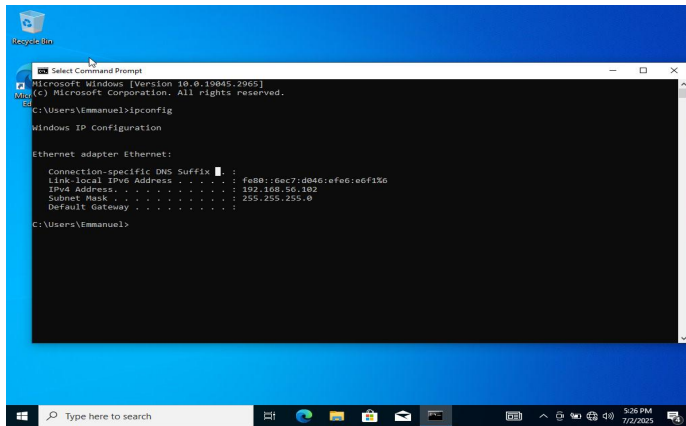 Recycle Bin
Select Command Prompt
Microsoft Windows [Version 10.0.19045.2965]
(c) Microsoft Corporation. All rights reserved.
C:\Users\Emmanuel>ipconfig
Windows IP Configuration
Ethernet adapter Ethernet:
Connection-specific DNS Suffix . :
Link-local IPv6 Address . . . . . : fe80::6ec7:d046:efe6:e6f1%6
IPv4 Address. . . . . . . . . . . : 192.168.56.102
Subnet Mask . . . . . . . . . . . : 255.255.255.0
Default Gateway . . . . . . . . . :
C:\Users\Emmanuel>
Type here to search
5:26 PM
7/2/2025
4